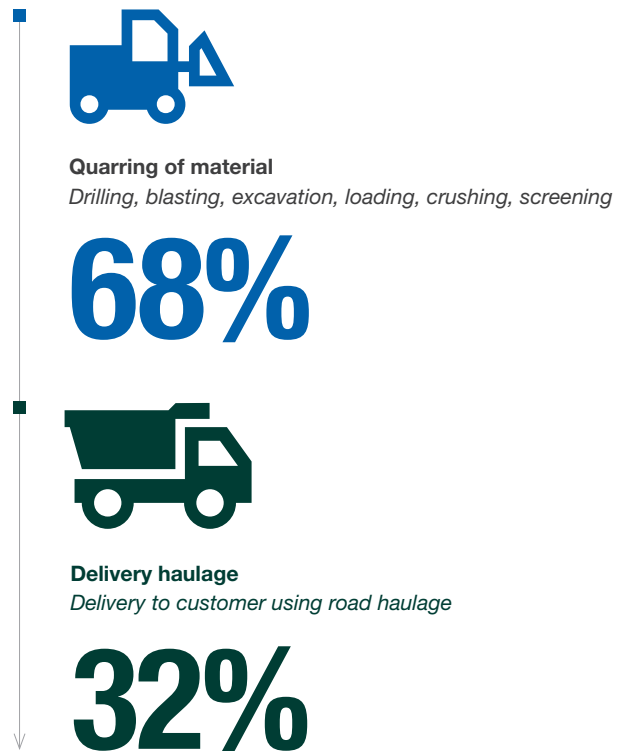 Quarring of material
Drilling, blasting, excavation, loading, crushing, screening
68%
Delivery haulage
Delivery to customer using road haulage
32%